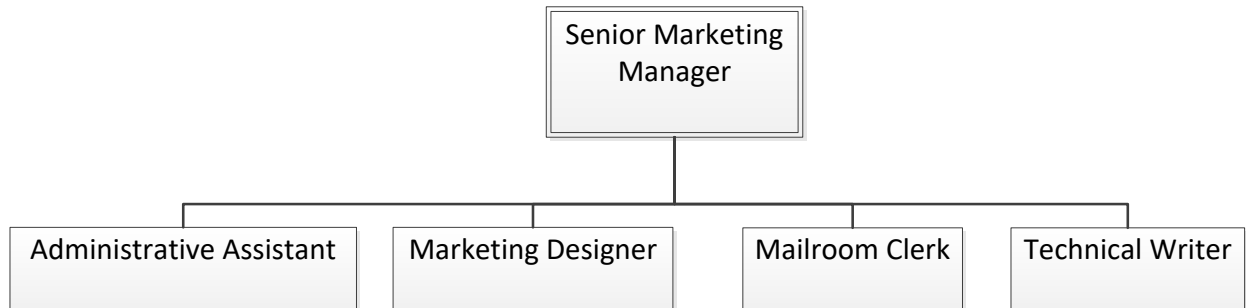 Senior Marketing
Manager
Administrative Assistant
Marketing Designer
Mailroom Clerk
Technical Writer